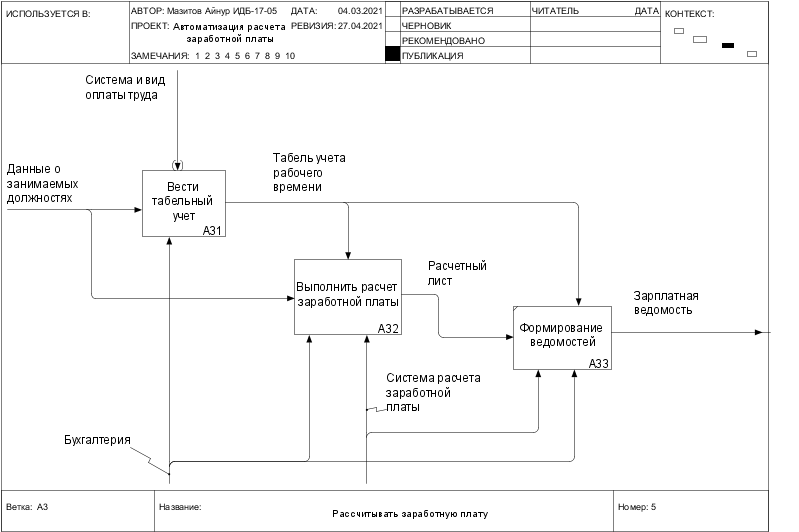 ИСПОЛЬЗУЕТСЯ В:
АВТОР: Мазитов Айнур ИДБ-17-05 ДАТА: 04.03.2021
ПРОЕКТ: Автоматизация расчета заработной платы
РЕВИЗИЯ: 27.04.2021
ЗАМЕЧАНИЯ: 1 2 3 4 5 6 7 8 9 10
РАЗРАБАТЫВАЕТСЯ
ЧЕРНОВИК
РЕКОМЕНДОВАНО
ПУБЛИКАЦИЯ
ЧИТАТЕЛЬ ДАТА
КОНТЕКСТ:
Система и вид
оплаты труда
Данные о
занимаемых
должностях
Вести
табельный
учет
А31
Табель учета
рабочего
времени
Выполнить расчет
заработной платы
А32
Расчетный
лист
Формирование
ведомостей
А33
Зарплатная
ведомость
Система расчета
заработной
платы
Бухгалтерия
Ветка: А3
Название:
Рассчитывать заработную плату
Номер: 5